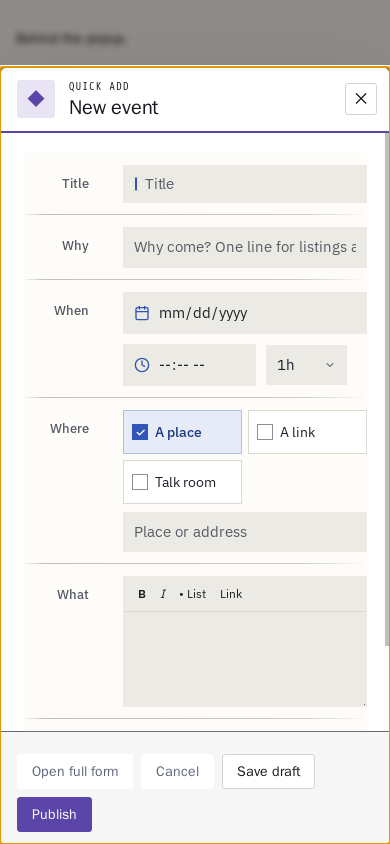 Behind the popup.
QUICK ADD
New event
Title
Title
Why
Why come? One line for listings a
When
mm/dd/yyyy
--:-- --
1h
Where
A place
A link
Talk room
Place or address
What
B I • List Link
Open full form
Cancel
Save draft
Publish